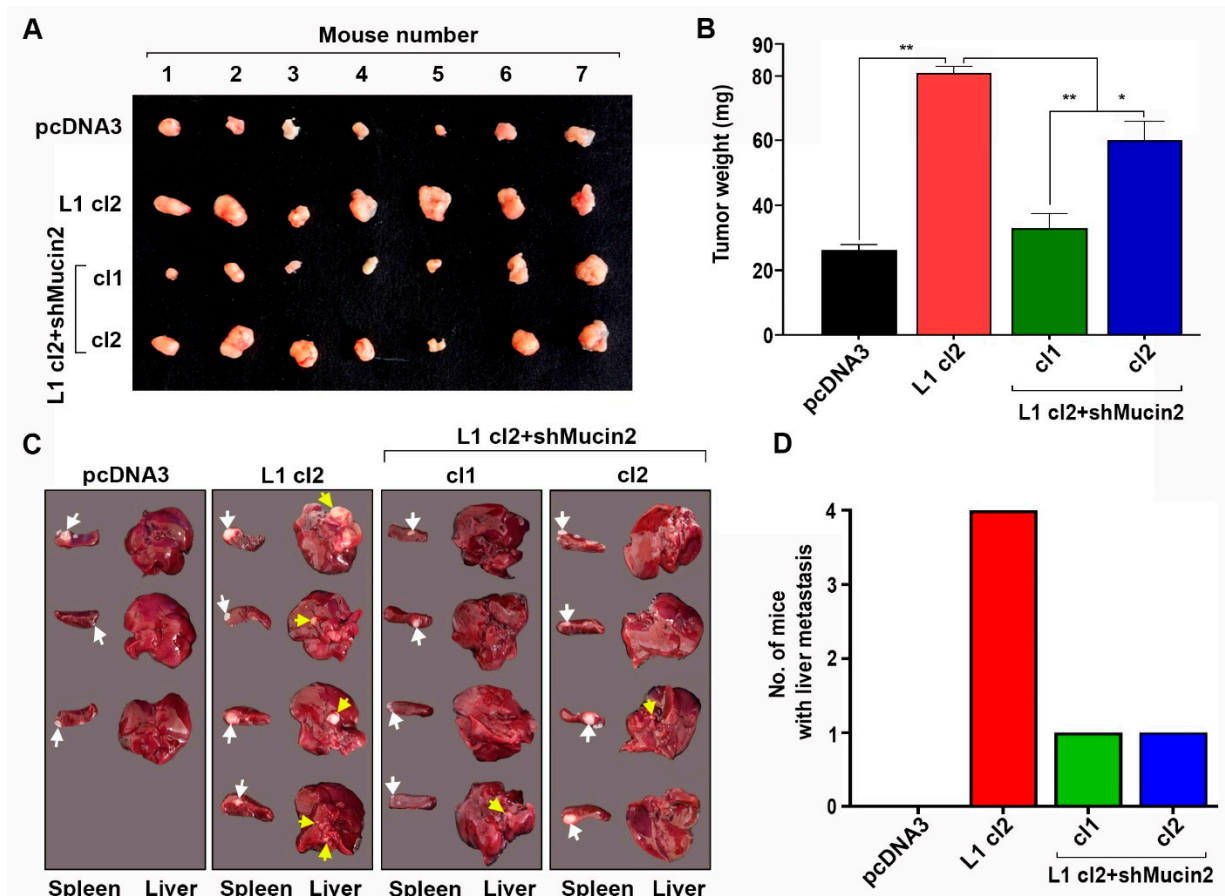 A
Mouse number
1 2 3 4 5 6 7
pcDNA3
L1 cl2
L1 cl2+shMucin2
cl1
cl2
B
Tumor weight (mg)
90
80
60
40
20
0
**
**
*
pcDNA3
L1 cl2
cl1
cl2
L1 cl2+shMucin2
C
L1 cl2+shMucin2
pcDNA3
L1 cl2
cl1
cl2
Spleen Liver
Spleen Liver
Spleen Liver
Spleen Liver
D
No. of mice
with liver metastasis
4
3
2
1
0
pcDNA3
L1 cl2
cl1
cl2
L1 cl2+shMucin2